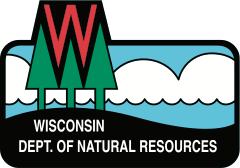 W
WISCONSIN
DEPT. OF NATURAL RESOURCES